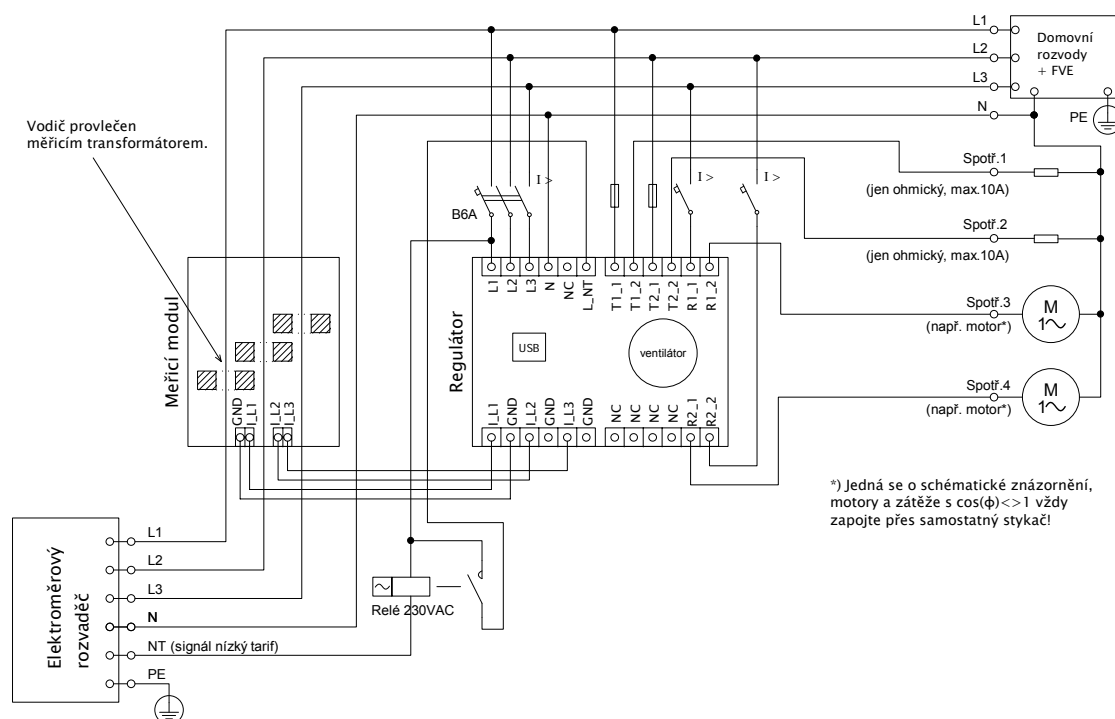 L1
L2
L3
N
Domovní
rozvody
+ FVE
PE
Vodič provlečen
měřicím transformátorem.
Spotř.1
(jen ohmický, max.10A)
Spotř.2
(jen ohmický, max.10A)
Spotř.3
(např. motor*)
Spotř.4
(např. motor*)
M
1~
M
1~
I >
I >
I >
B6A
Měřicí modul
GND
I_L1
I_L2
I_L3
Regulátor
L1
L2
L3
N
NC
L_NT
T1_1
T1_2
T2_1
T2_2
R1_1
R1_2
USB
ventilátor
I_L1
GND
I_L2
GND
I_L3
GND
NC
NC
NC
NC
R2_1
R2_2
*) Jedná se o schématické znázornění,
motory a zátěže s cos(ϕ)<>1 vždy
zapojte přes samostatný stykač!
Elektroměrový
rozvaděč
L1
L2
L3
N
NT (signál nízký tarif)
PE
~
Relé 230VAC